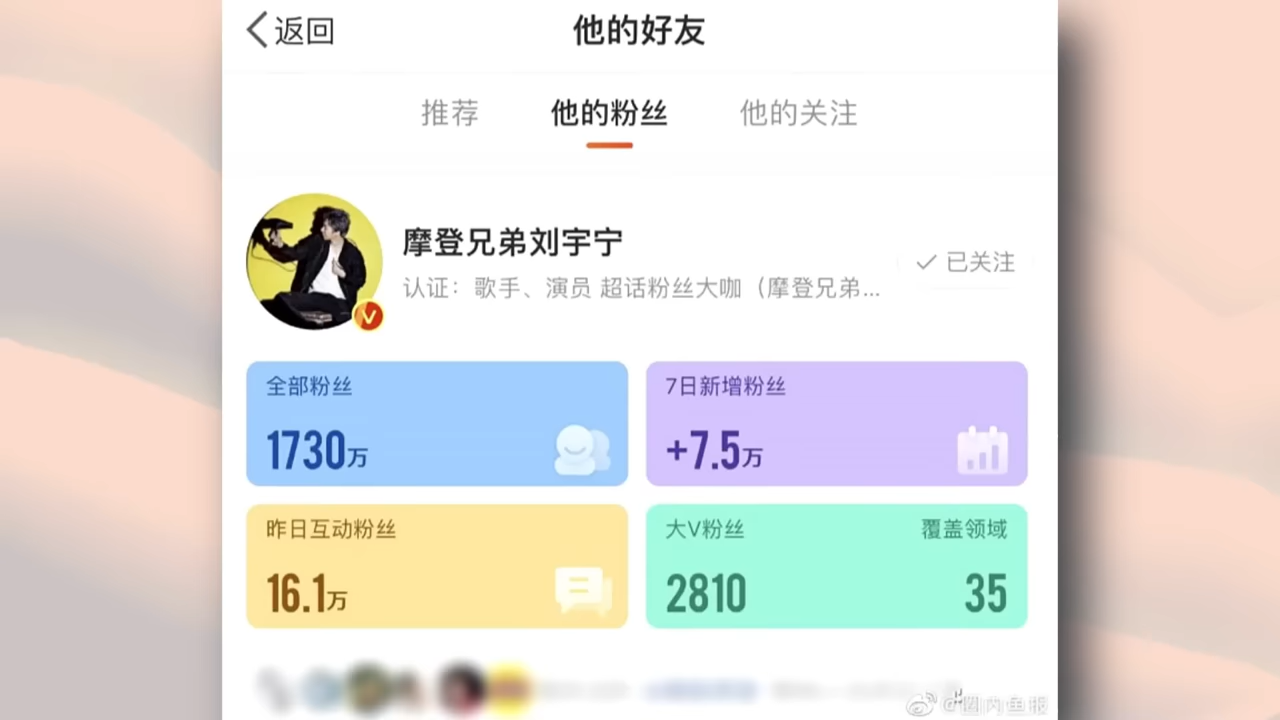 返回
他的好友
推荐 他的粉丝 他的关注
摩登兄弟刘宇宁
认证：歌手、演员 超话粉丝大咖（摩登兄弟...
已关注
全部粉丝
1730万
7日新增粉丝
+7.5万
昨日互动粉丝
16.1万
大V粉丝 覆盖领域
2810 35
@圈内鱼报